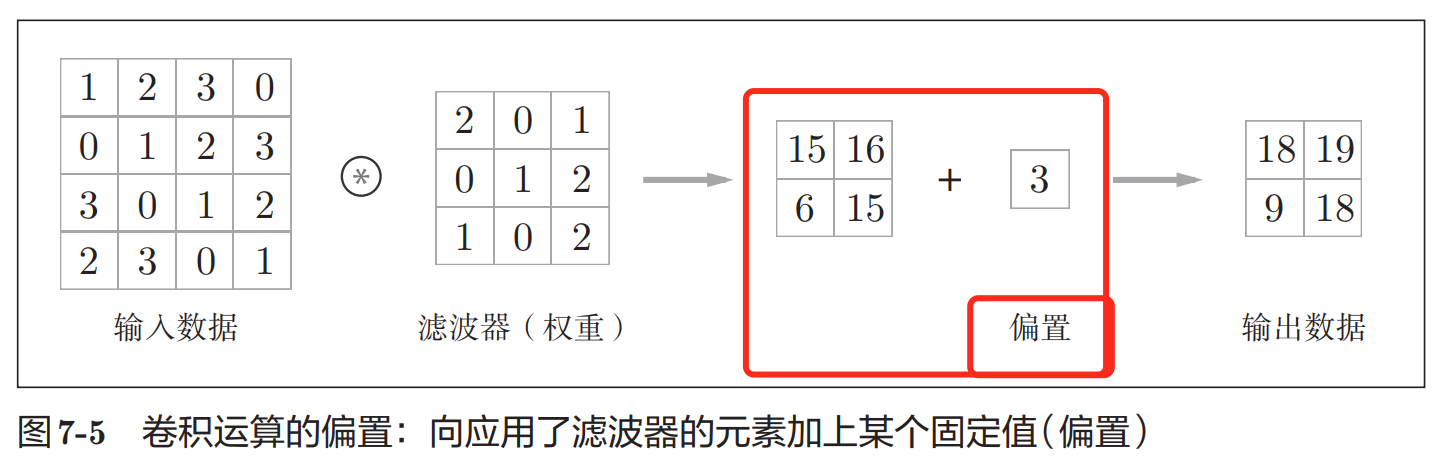 1 2 3 0
0 1 2 3
3 0 1 2
2 3 0 1
输入数据
*
2 0 1
0 1 2
1 0 2
滤波器（权重）
15 16
6 15
+
3
偏置
18 19
9 18
输出数据
图7-5 卷积运算的偏置：向应用了滤波器的元素加上某个固定值（偏置）